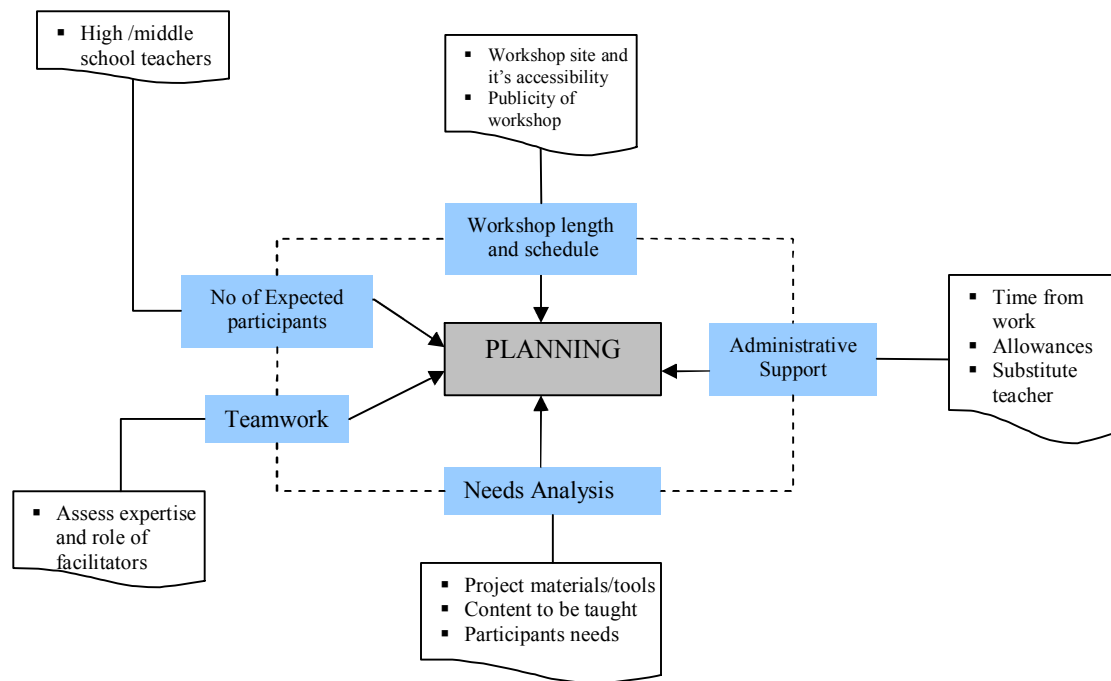 ▪ High /middle
school teachers
▪ Workshop site and
it's accessibility
▪ Publicity of
workshop
Workshop length
and schedule
No of Expected
participants
PLANNING
Administrative
Support
▪ Time from
work
▪ Allowances
▪ Substitute
teacher
Teamwork
Needs Analysis
▪ Assess expertise
and role of
facilitators
▪ Project materials/tools
▪ Content to be taught
▪ Participants needs